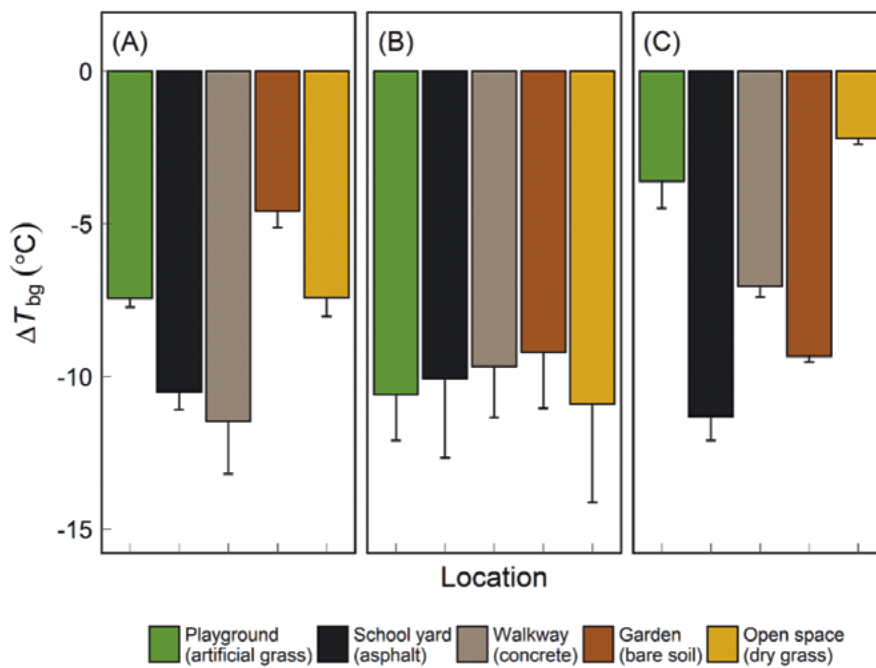 (A) (B) (C)
0
-5
-10
-15
ΔTbg (°C)
Location
Playground (artificial grass)
School yard (asphalt)
Walkway (concrete)
Garden (bare soil)
Open space (dry grass)